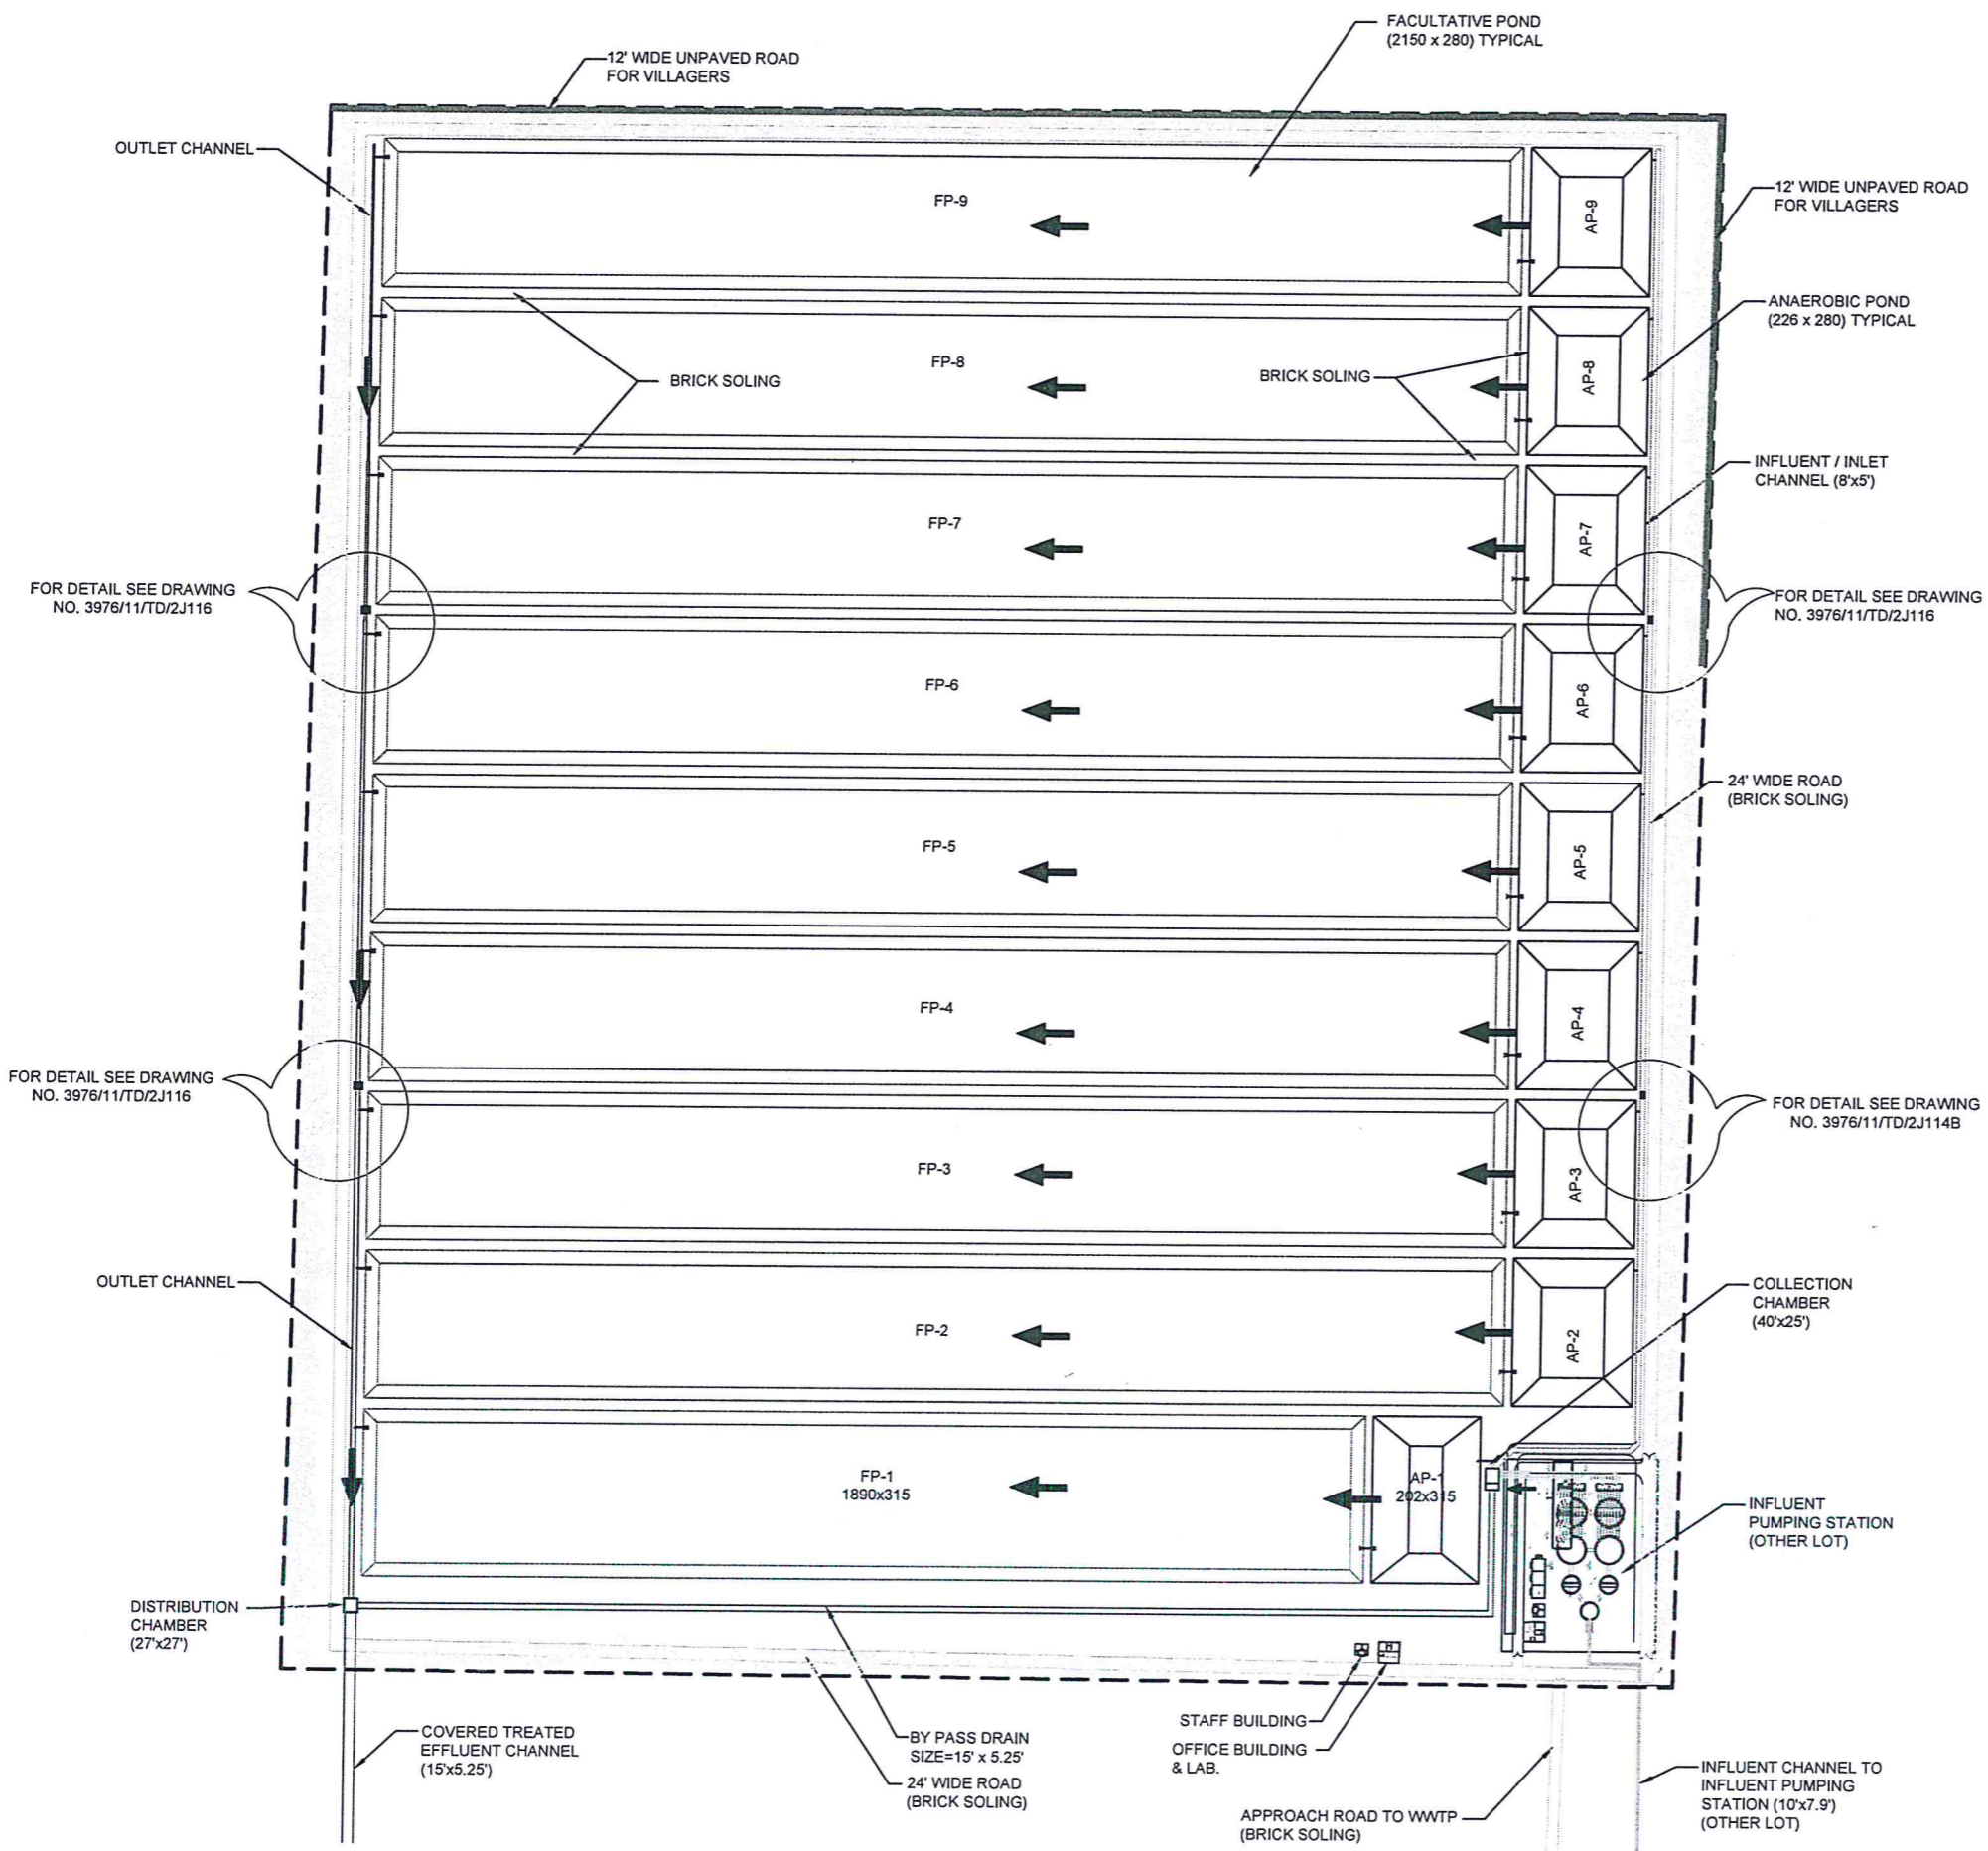 FACULTATIVE POND
(2150 x 280) TYPICAL
12' WIDE UNPAVED ROAD
FOR VILLAGERS
OUTLET CHANNEL
12' WIDE UNPAVED ROAD
FOR VILLAGERS
FP-9
AP-9
ANAEROBIC POND
(226 x 280) TYPICAL
FP-8
AP-8
BRICK SOLING
BRICK SOLING
INFLUENT / INLET
CHANNEL (8'x5')
FP-7
AP-7
FOR DETAIL SEE DRAWING
NO. 3976/11/TD/2J116
FOR DETAIL SEE DRAWING
NO. 3976/11/TD/2J116
FP-6
AP-6
24' WIDE ROAD
(BRICK SOLING)
FP-5
AP-5
FP-4
AP-4
FOR DETAIL SEE DRAWING
NO. 3976/11/TD/2J116
FOR DETAIL SEE DRAWING
NO. 3976/11/TD/2J114B
FP-3
AP-3
OUTLET CHANNEL
COLLECTION
CHAMBER
(40'x25')
FP-2
AP-2
FP-1
1890x315
AP-1
202x315
INFLUENT
PUMPING STATION
(OTHER LOT)
DISTRIBUTION
CHAMBER
(27'x27')
COVERED TREATED
EFFLUENT CHANNEL
(15'x5.25')
BY PASS DRAIN
SIZE=15' x 5.25'
24' WIDE ROAD
(BRICK SOLING)
STAFF BUILDING
OFFICE BUILDING
& LAB.
APPROACH ROAD TO WWTP
(BRICK SOLING)
INFLUENT CHANNEL TO
INFLUENT PUMPING
STATION (10'x7.9')
(OTHER LOT)